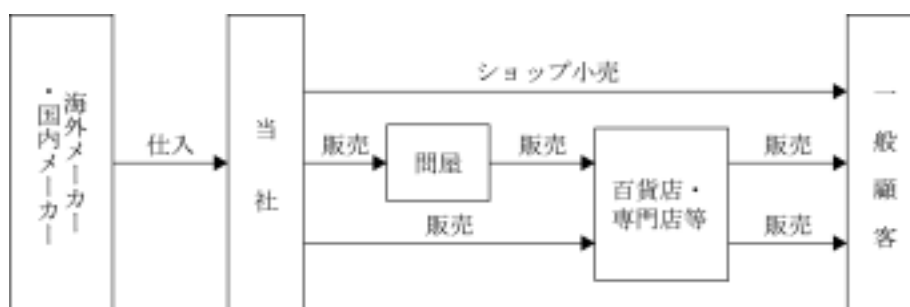 海外メーカー
・国内メーカー
仕入
当社
ショップ小売
販売
問屋
販売
販売
百貨店・
専門店等
販売
販売
一般顧客